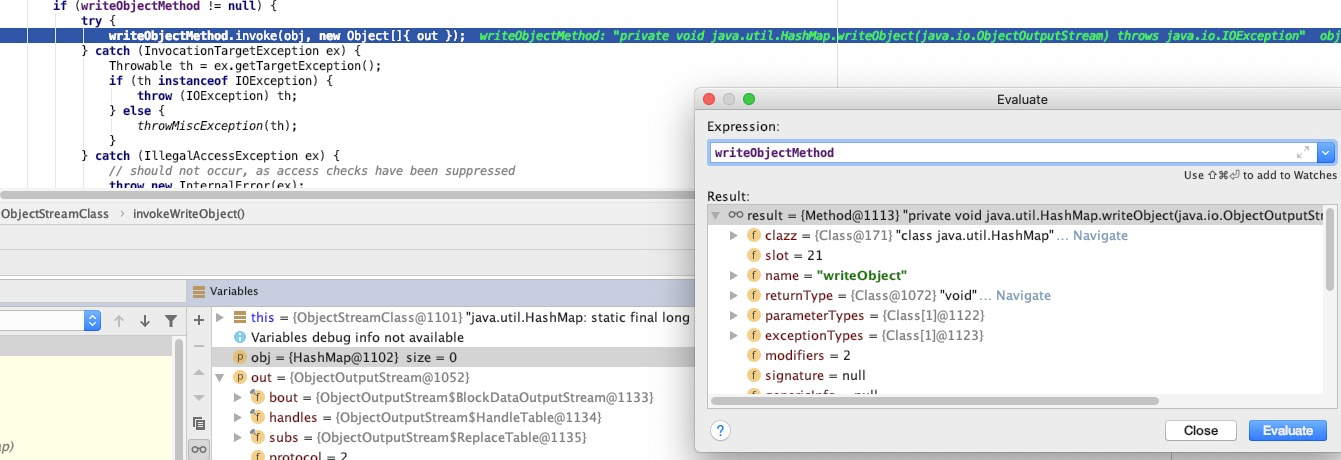 if (writeObjectMethod != null) {
try {
writeObjectMethod.invoke(obj, new Object[]{ out }); writeObjectMethod: "private void java.util.HashMap.writeObject(java.io.ObjectOutputStream) throws java.io.IOException" obj
} catch (InvocationTargetException ex) {
Throwable th = ex.getTargetException();
if (th instanceof IOException) {
throw (IOException) th;
} else {
throwMiscException(th);
}
} catch (IllegalAccessException ex) {
// should not occur, as access checks have been suppressed
throw new InternalError(ex);
ObjectStreamClass › invokeWriteObject()
Variables
this = {ObjectStreamClass@1101} "java.util.HashMap: static final long
Variables debug info not available
obj = {HashMap@1102} size = 0
out = {ObjectOutputStream@1052}
bout = {ObjectOutputStream$BlockDataOutputStream@1133}
handles = {ObjectOutputStream$HandleTable@1134}
subs = {ObjectOutputStream$ReplaceTable@1135}
protocol = 2
ap)
Evaluate
Expression:
writeObjectMethod
Use ⇧⌘⏎ to add to Watches
Result:
result = {Method@1113} "private void java.util.HashMap.writeObject(java.io.ObjectOutputStr
clazz = {Class@171} "class java.util.HashMap"... Navigate
slot = 21
name = "writeObject"
returnType = {Class@1072} "void"... Navigate
parameterTypes = {Class[1]@1122}
exceptionTypes = {Class[1]@1123}
modifiers = 2
signature = null
genericInfo = null
? Close Evaluate